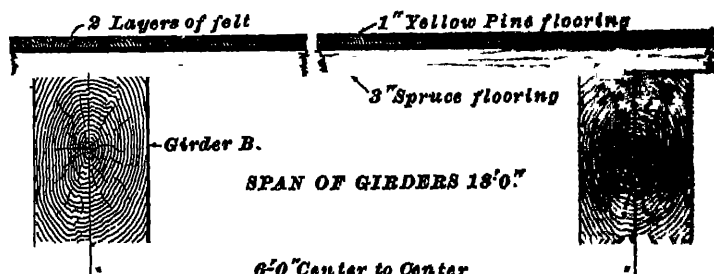 2 Layers of felt
1" Yellow Pine flooring
3" Spruce flooring
Girder B.
SPAN OF GIRDERS 18'0".
6'-0" Center to Center